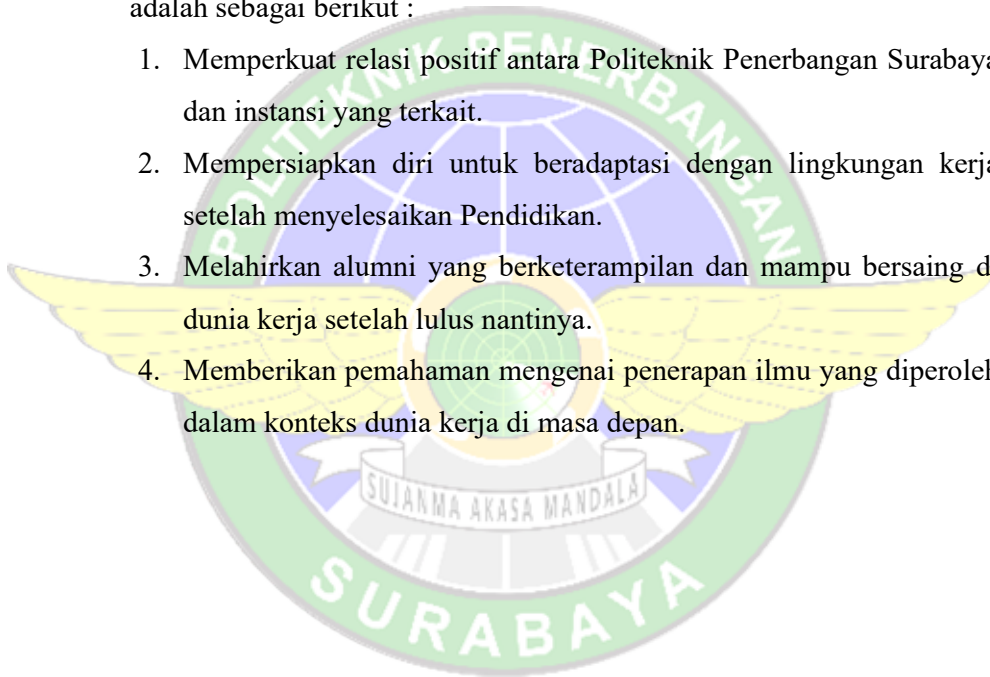 adalah sebagai berikut :
1. Memperkuat relasi positif antara Politeknik Penerbangan Surabaya
dan instansi yang terkait.
2. Mempersiapkan diri untuk beradaptasi dengan lingkungan kerja
setelah menyelesaikan Pendidikan.
3. Melahirkan alumni yang berketerampilan dan mampu bersaing d
dunia kerja setelah lulus nantinya.
4. Memberikan pemahaman mengenai penerapan ilmu yang diperoleh
dalam konteks dunia kerja di masa depan.
POLITEKNIK PENERBANGAN
SUJANMA AKASA MANDALA
SURABAYA